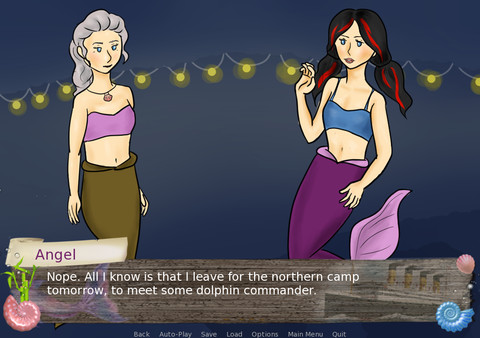 Angel
Nope. All I know is that I leave for the northern camp
tomorrow, to meet some dolphin commander.
Back Auto-Play Save Load Options Main Menu Quit